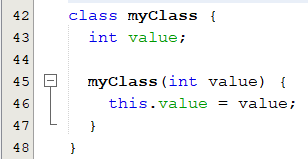 42 class myClass {
43 int value;
44
45 myClass(int value) {
46 this.value = value;
47 }
48 }